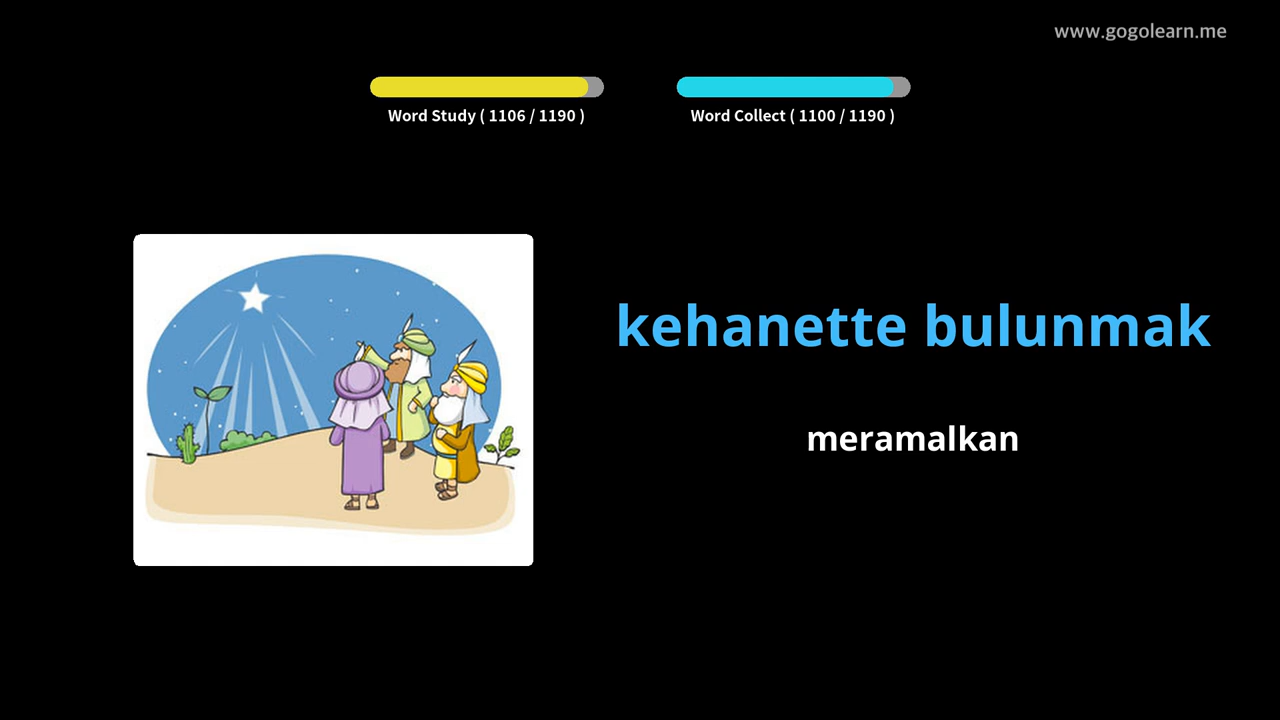 www.gogolearn.me
Word Study ( 1106 / 1190 )
Word Collect ( 1100 / 1190 )
kehanette bulunmak
meramalkan